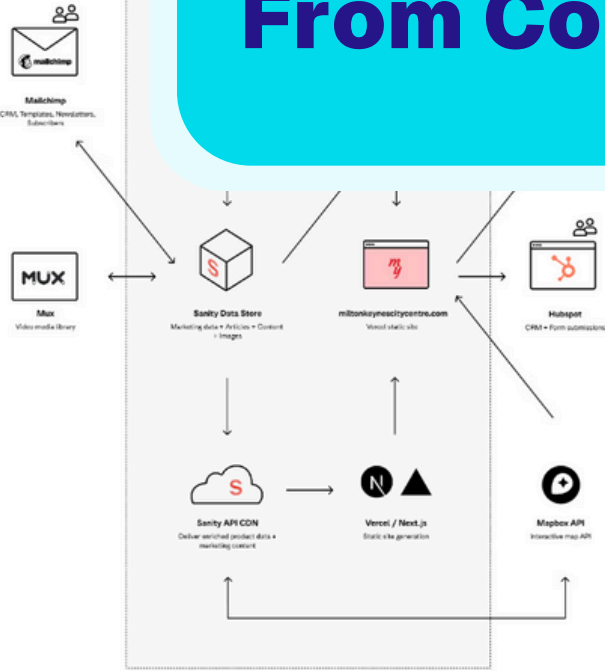 From Co
mailchimp
Mailchimp
CRM, Templates, Newsletters,
Subscribers
MUX
Mux
Video media library
S
Sanity Data Store
Marketing data + Articles + Content
+ Images
my
miltonkeynescitycentre.com
Vercel static site
Hubspot
CRM + Form submissions
S
Sanity API CDN
Deliver enriched product data +
marketing content
N
Vercel / Next.js
Static site generation
Mapbox API
Interactive map API